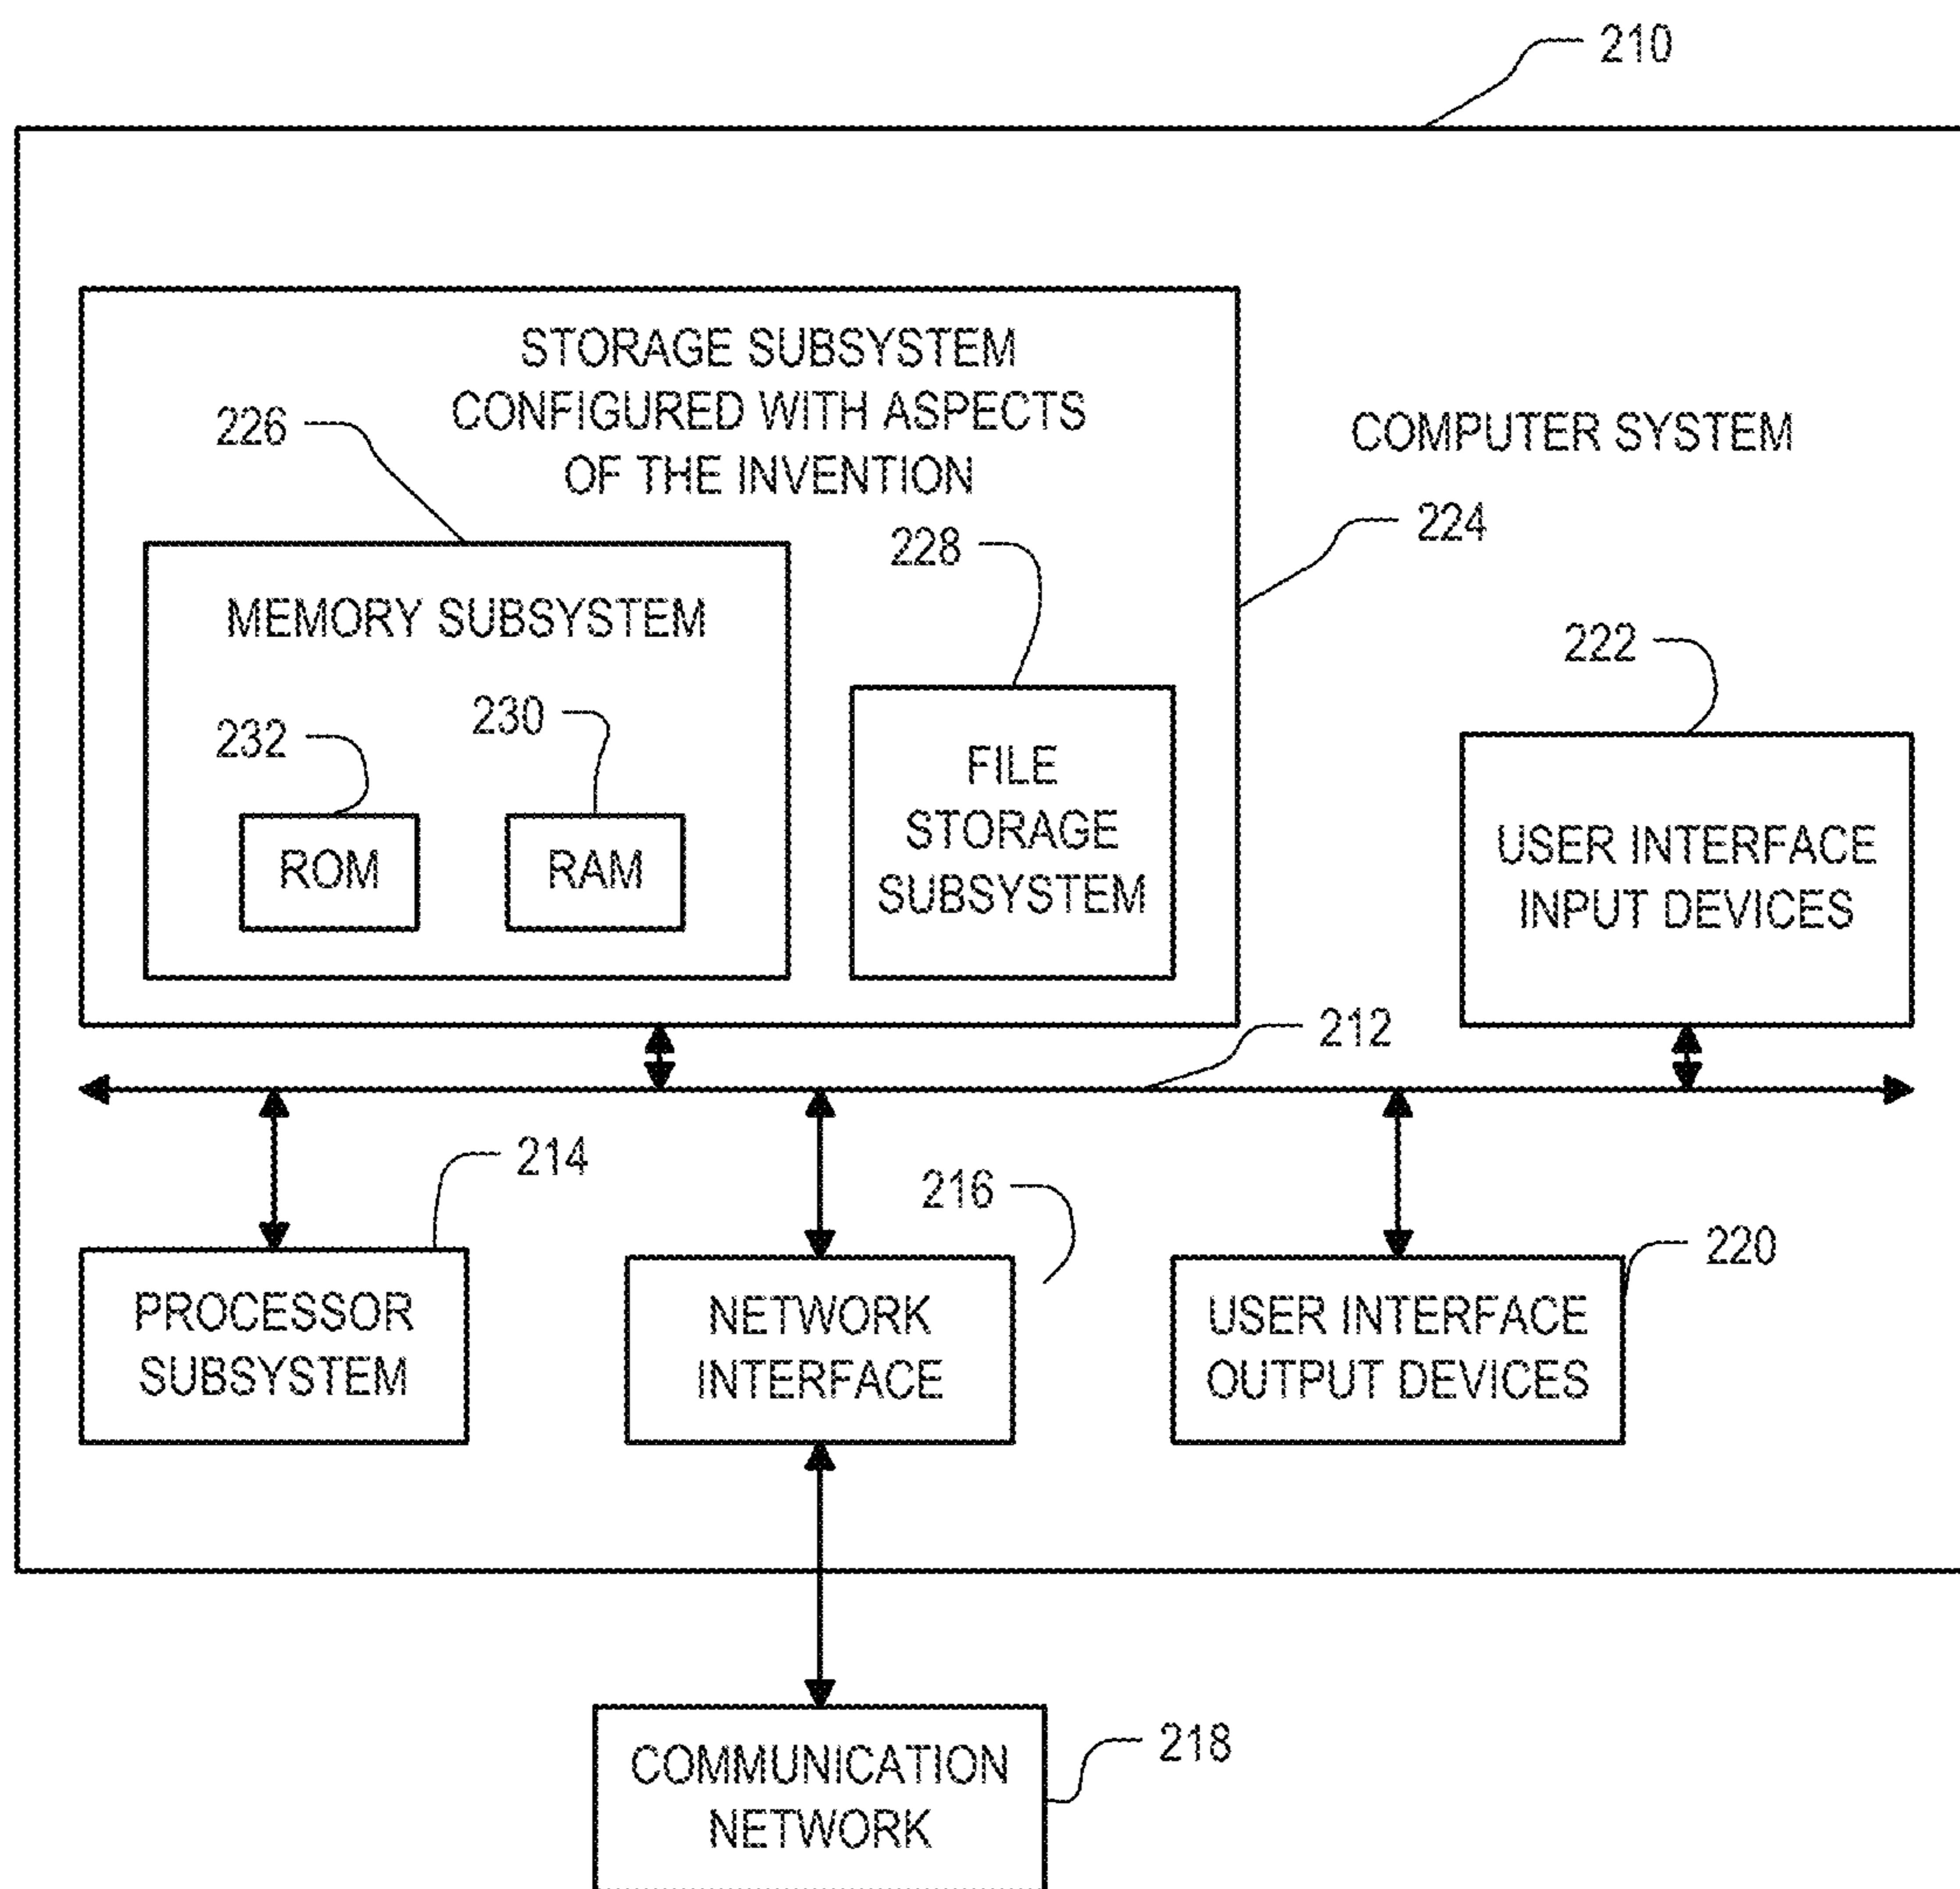 210
STORAGE SUBSYSTEM
CONFIGURED WITH ASPECTS
OF THE INVENTION
226
COMPUTER SYSTEM
224
228
MEMORY SUBSYSTEM
222
232
230
FILE
STORAGE
SUBSYSTEM
ROM
RAM
USER INTERFACE
INPUT DEVICES
212
214
216
220
PROCESSOR
SUBSYSTEM
NETWORK
INTERFACE
USER INTERFACE
OUTPUT DEVICES
COMMUNICATION
NETWORK
218